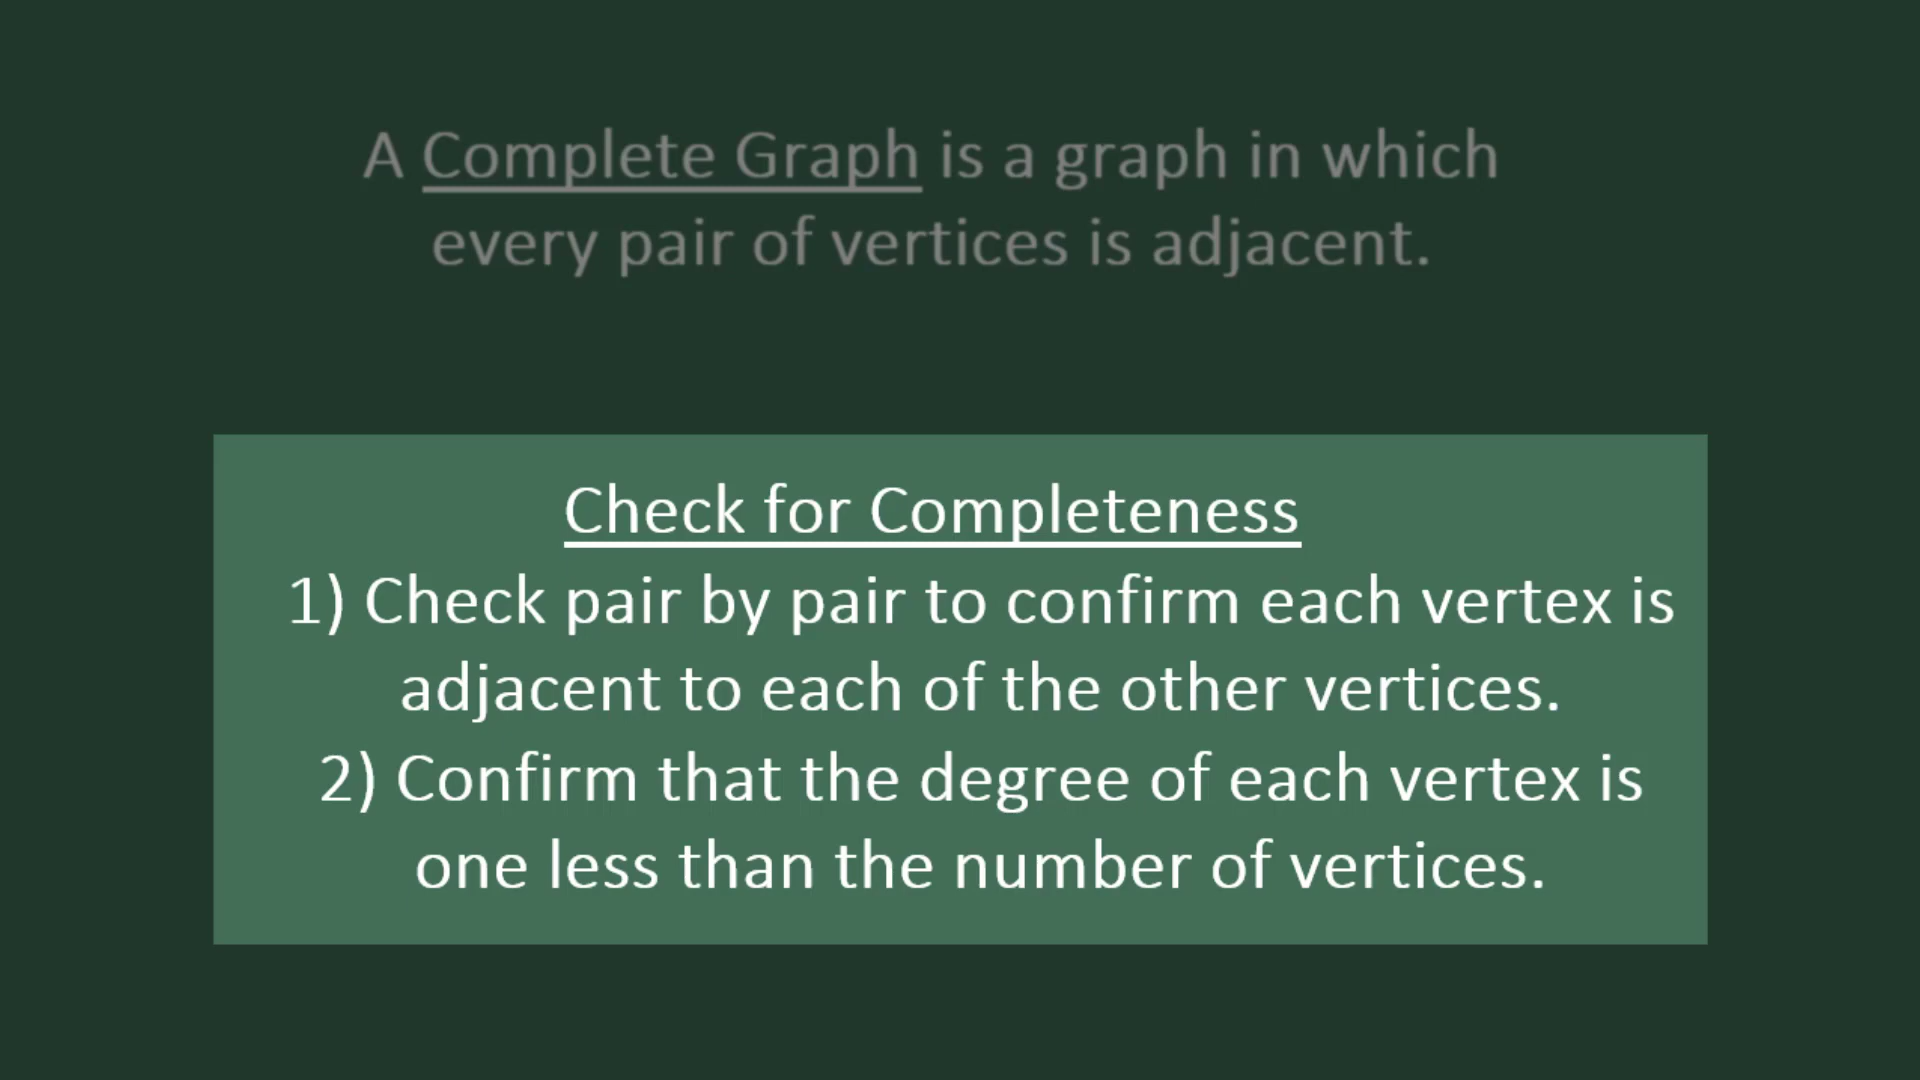 A Complete Graph is a graph in which
every pair of vertices is adjacent.
Check for Completeness
1) Check pair by pair to confirm each vertex is
adjacent to each of the other vertices.
2) Confirm that the degree of each vertex is
one less than the number of vertices.